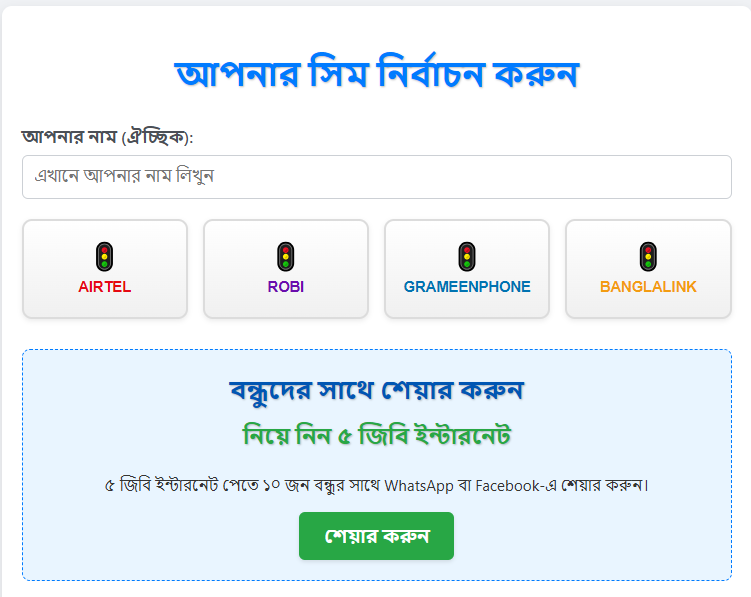 আপনার সিম নির্বাচন করুন
আপনার নাম (ঐচ্ছিক):
এখানে আপনার নাম লিখুন
AIRTEL
ROBI
GRAMEENPHONE
BANGLALINK
বন্ধুদের সাথে শেয়ার করুন
নিয়ে নিন ৫ জিবি ইন্টারনেট
৫ জিবি ইন্টারনেট পেতে ১০ জন বন্ধুর সাথে WhatsApp বা Facebook-এ শেয়ার করুন।
শেয়ার করুন